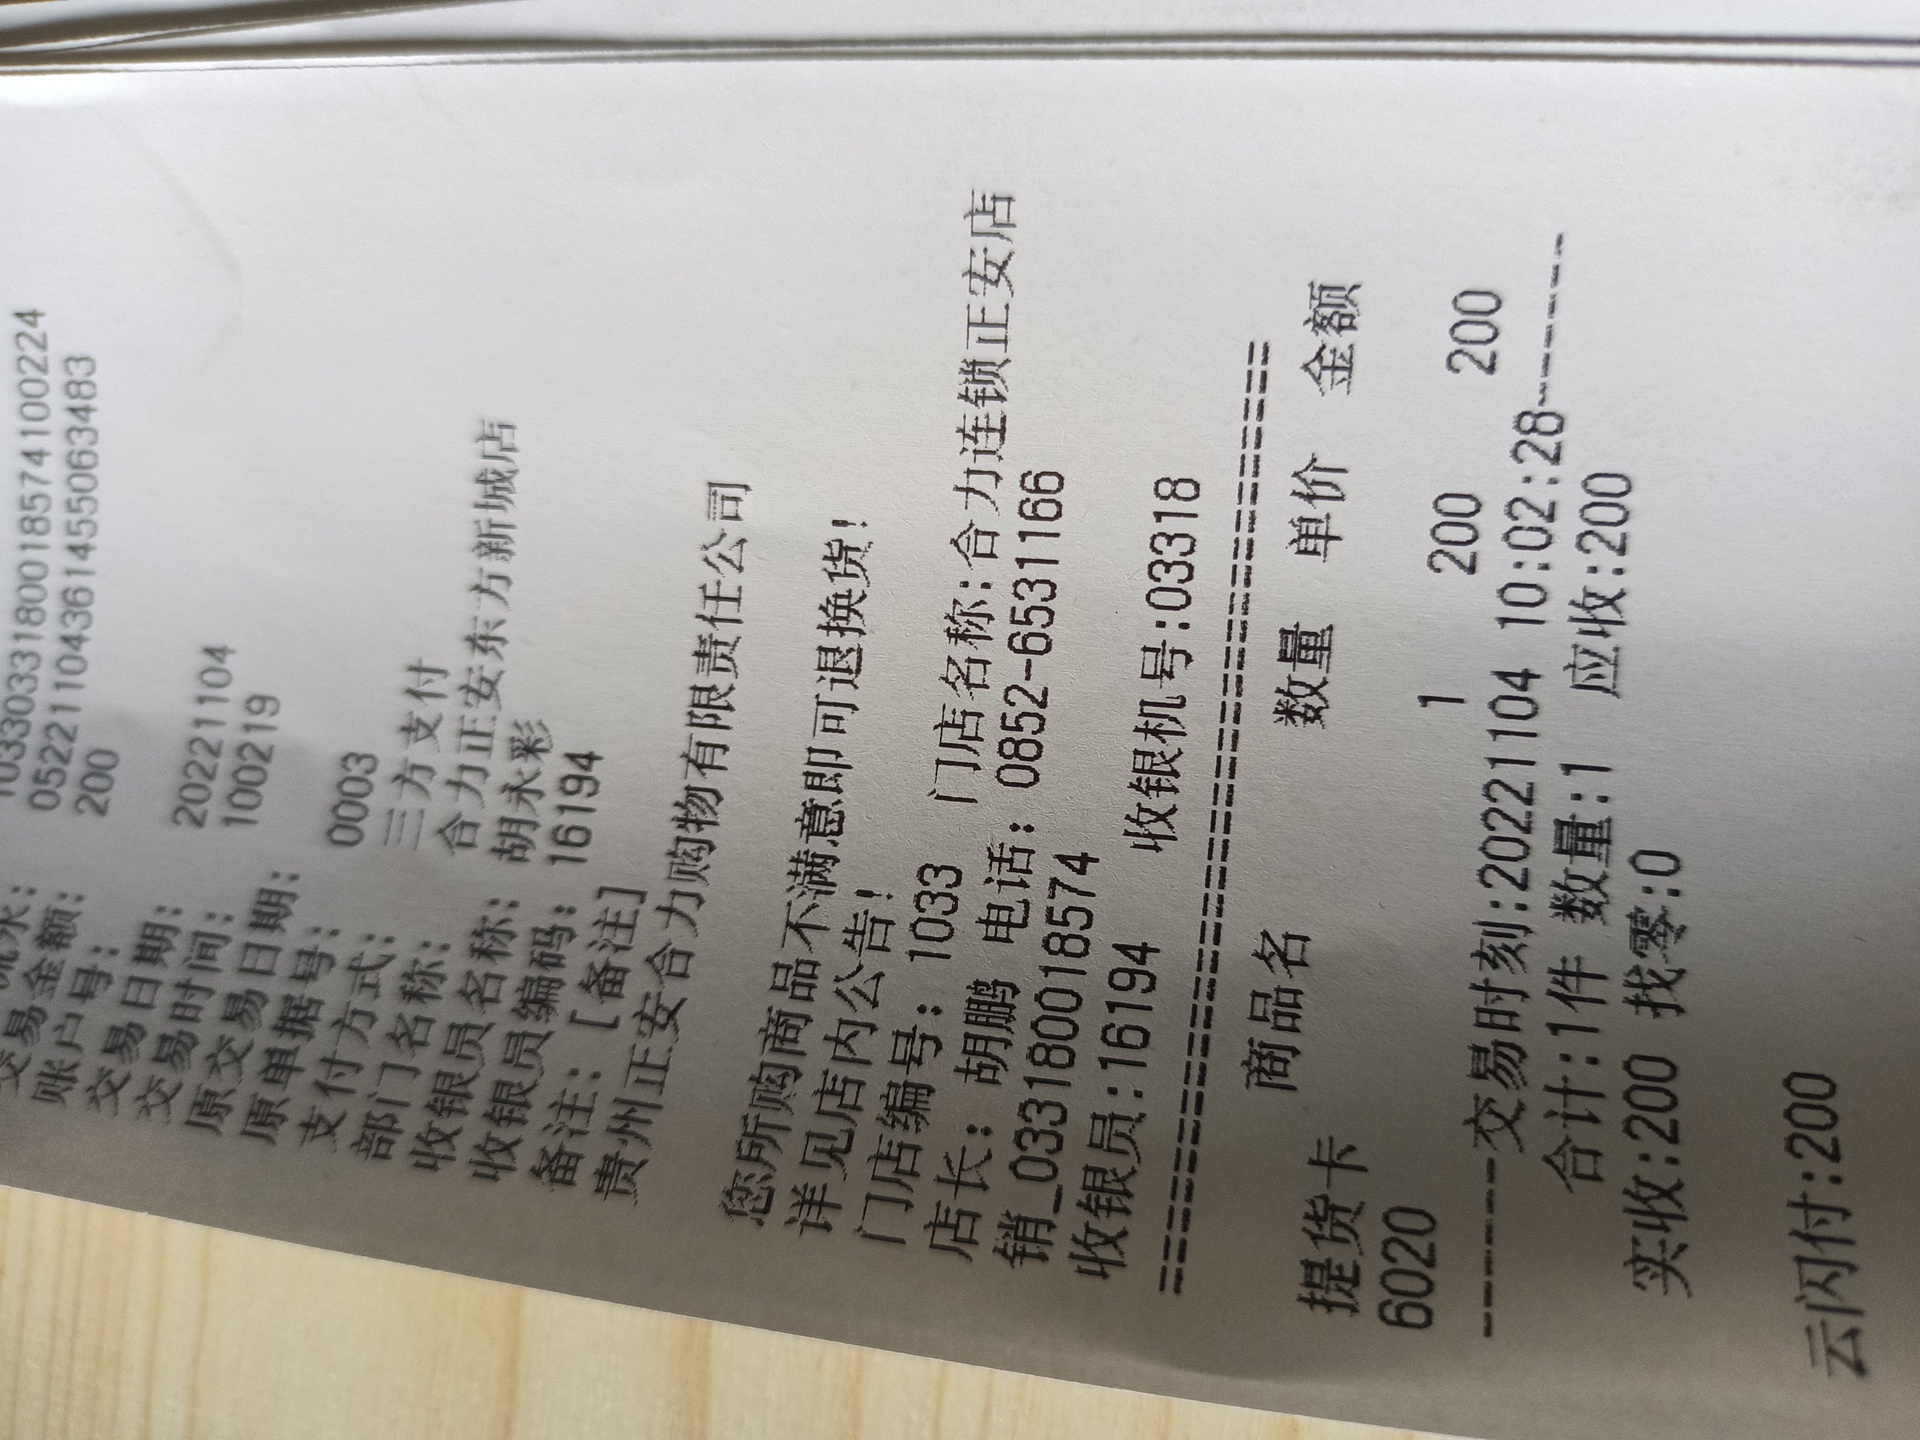 1033033180018574100224
流水: 05221104361455063483
交易金额: 200
账户号:
交易日期: 20221104
交易时间: 100219
原交易日期:
原单据号: 0003
支付方式: 三方支付
部门名称: 合力正安东方新城店
收银员名称: 胡永彩
收银员编码: 16194
备注: [备注]
贵州正安合力购物有限责任公司
您所购商品不满意即可退换货!
详见店内公告!
门店编号: 1033 门店名称:合力连锁正安店
店长: 胡鹏 电话: 0852-6531166
销_033180018574
收银员:16194 收银机号:03318
==================================
商品名 数量 单价 金额
提货卡
6020 1 200 200
-----交易时刻:20221104 10:02:28-----
合计:1件 数量:1 应收:200
实收:200 找零:0
云闪付:200